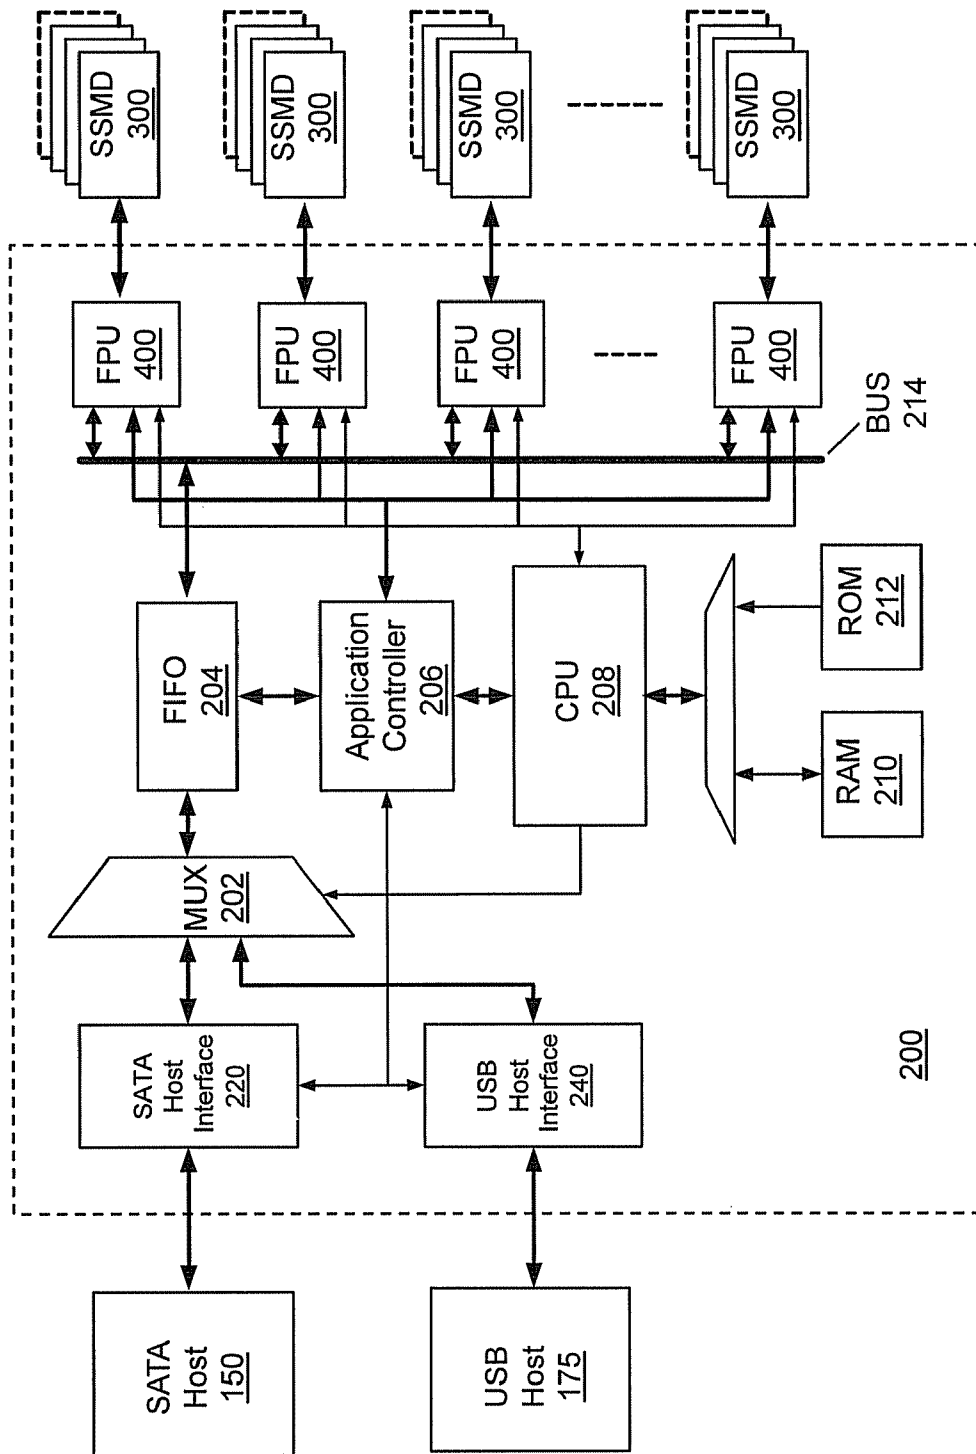 SATA
Host
150
USB
Host
175
SATA
Host
Interface
220
USB
Host
Interface
240
MUX
202
FIFO
204
Application
Controller
206
CPU
208
RAM
210
ROM
212
BUS
214
FPU
400
FPU
400
FPU
400
FPU
400
SSMD
300
SSMD
300
SSMD
300
SSMD
300
200